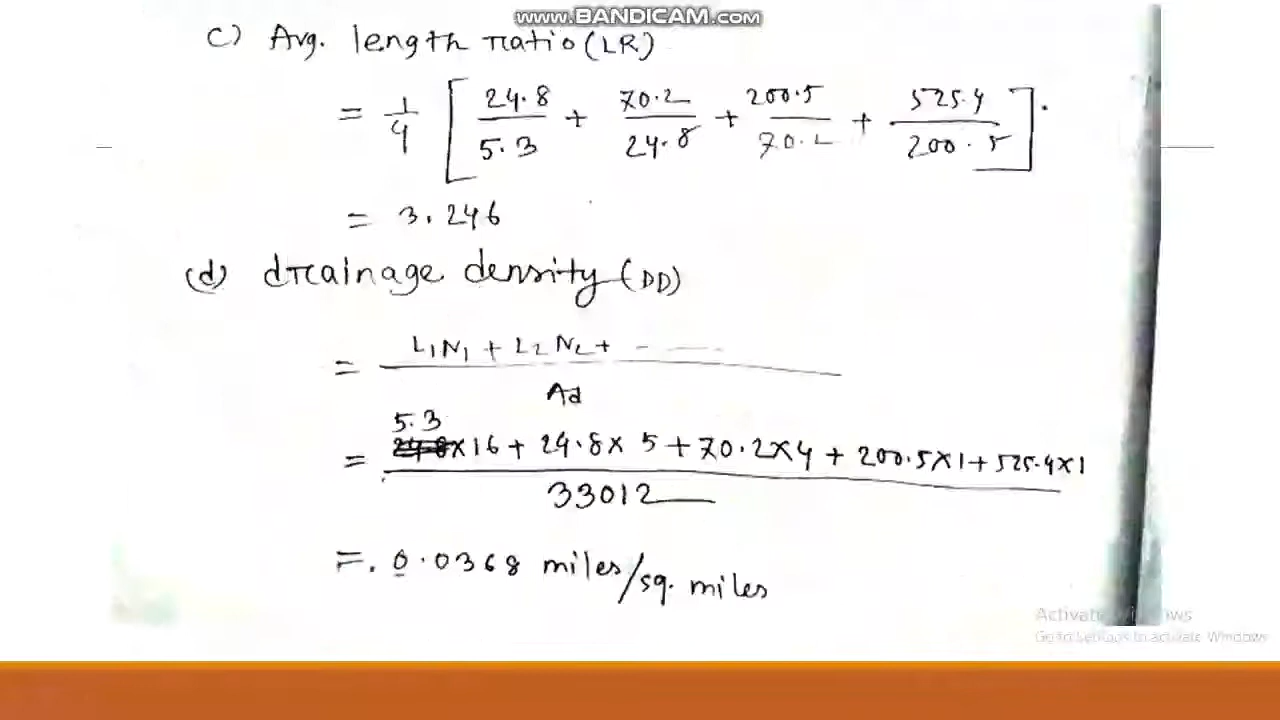 www.BANDICAM.com
c) Avg. length ratio (LR)
= 1/4 [ 24.8/5.3 + 70.2/24.8 + 200.5/70.2 + 525.4/200.5 ].
= 3.246
(d) drainage density (DD)
= L₁N₁ + L₂N₂ + - ——
Ad
5.3
= 24.8×16 + 24.8×5 + 70.2×4 + 200.5×1 + 525.4×1
33012
=. 0.0368 miles/sq. miles
Activate Windows
Go to Settings to activate Windows